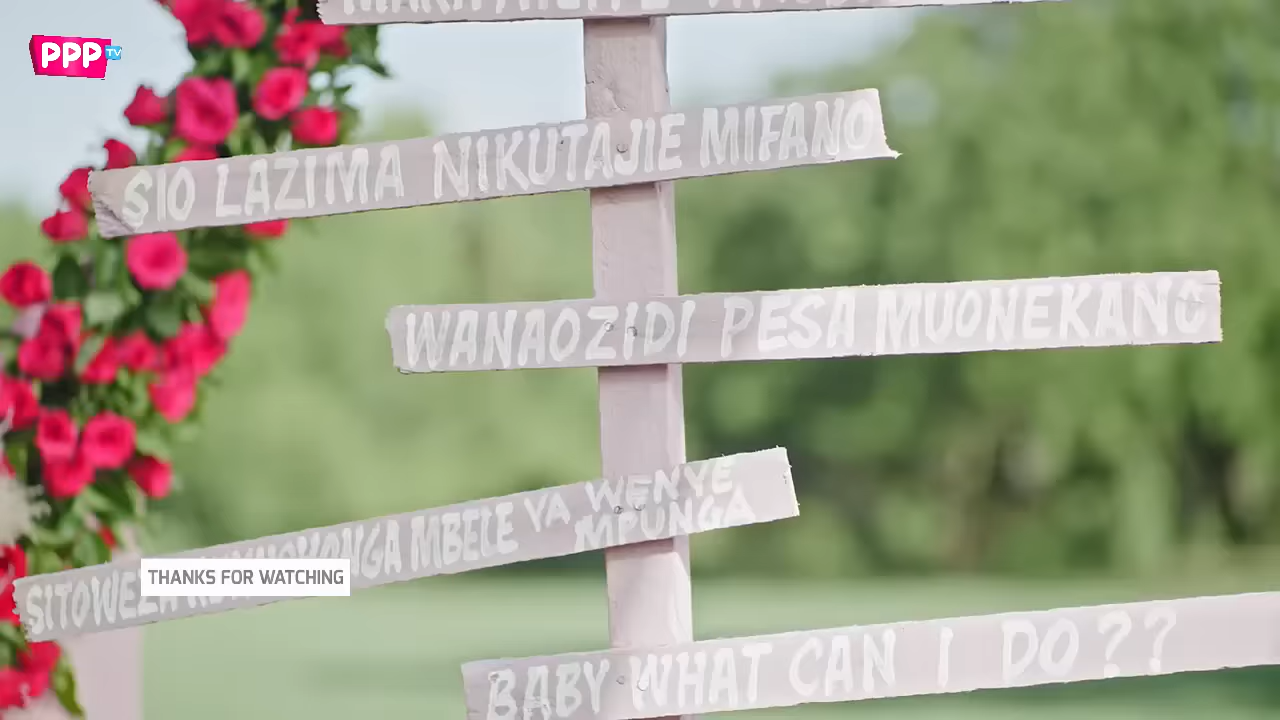 PPP TV
SIO LAZIMA NIKUTAJIE MIFANO
WANAOZIDI PESA MUONEKANO
MBELE YA WENYE
MPUNGA
THANKS FOR WATCHING
BABY WHAT CAN I DO??